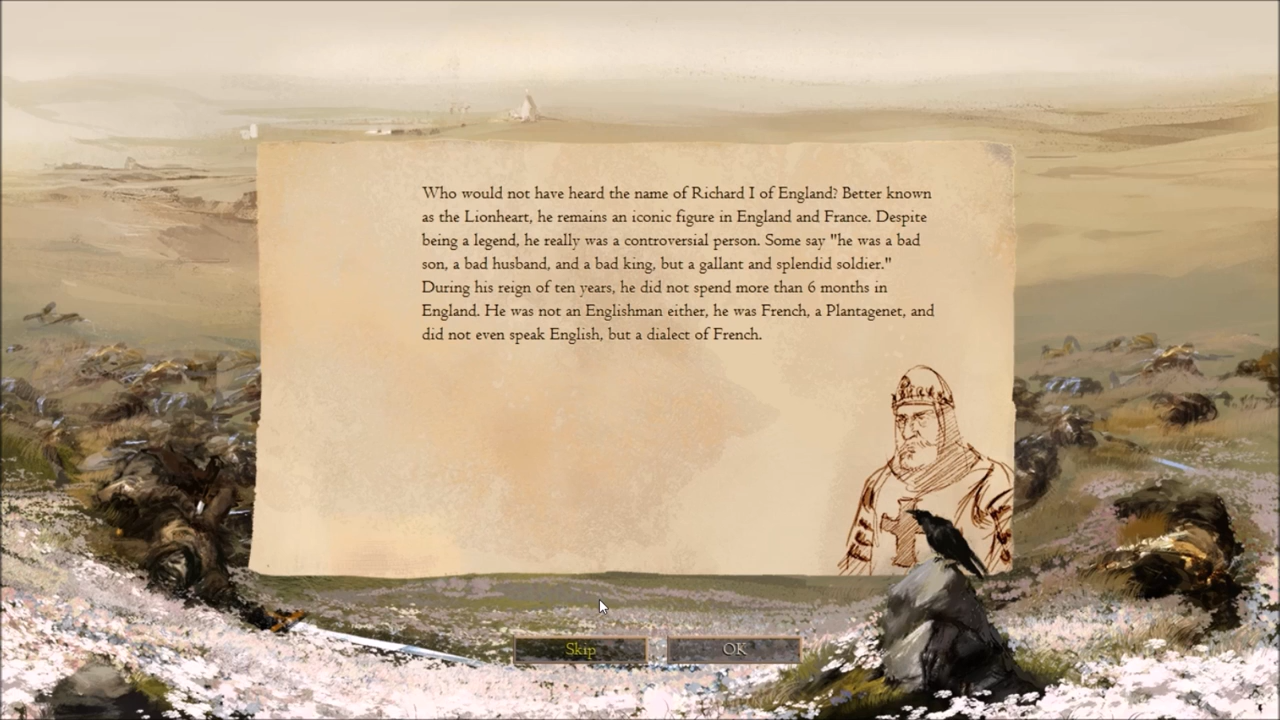 Who would not have heard the name of Richard I of England? Better known
as the Lionheart, he remains an iconic figure in England and France. Despite
being a legend, he really was a controversial person. Some say "he was a bad
son, a bad husband, and a bad king, but a gallant and splendid soldier."
During his reign of ten years, he did not spend more than 6 months in
England. He was not an Englishman either, he was French, a Plantagenet, and
did not even speak English, but a dialect of French.
Skip
OK